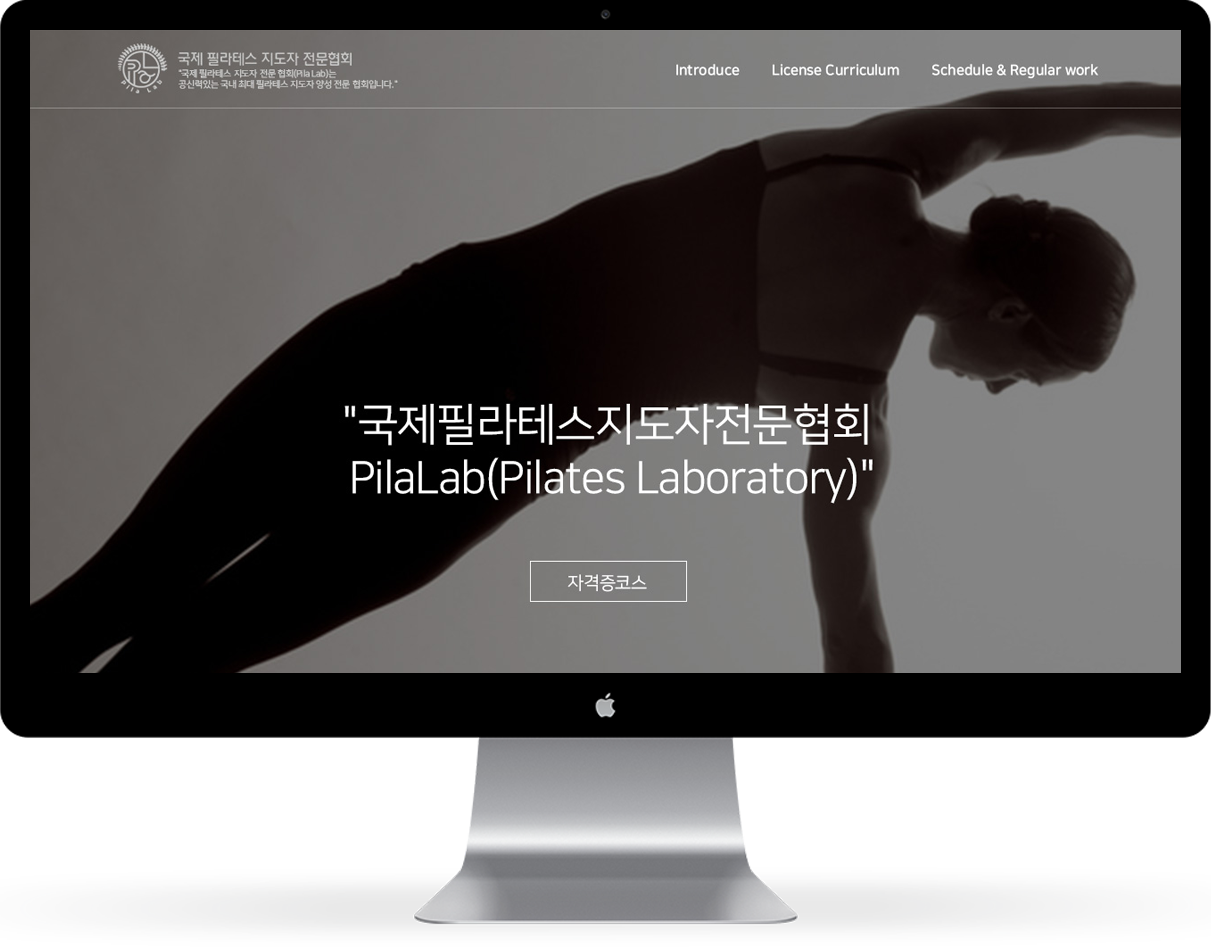 국제 필라테스 지도자 전문협회
"국제 필라테스 지도자 전문 협회(Pila Lab)는
공신력있는 국내 최대 필라테스 지도자 양성 전문 협회입니다."
Introduce
License Curriculum
Schedule & Regular work
"국제필라테스지도자전문협회
PilaLab(Pilates Laboratory)"
자격증코스